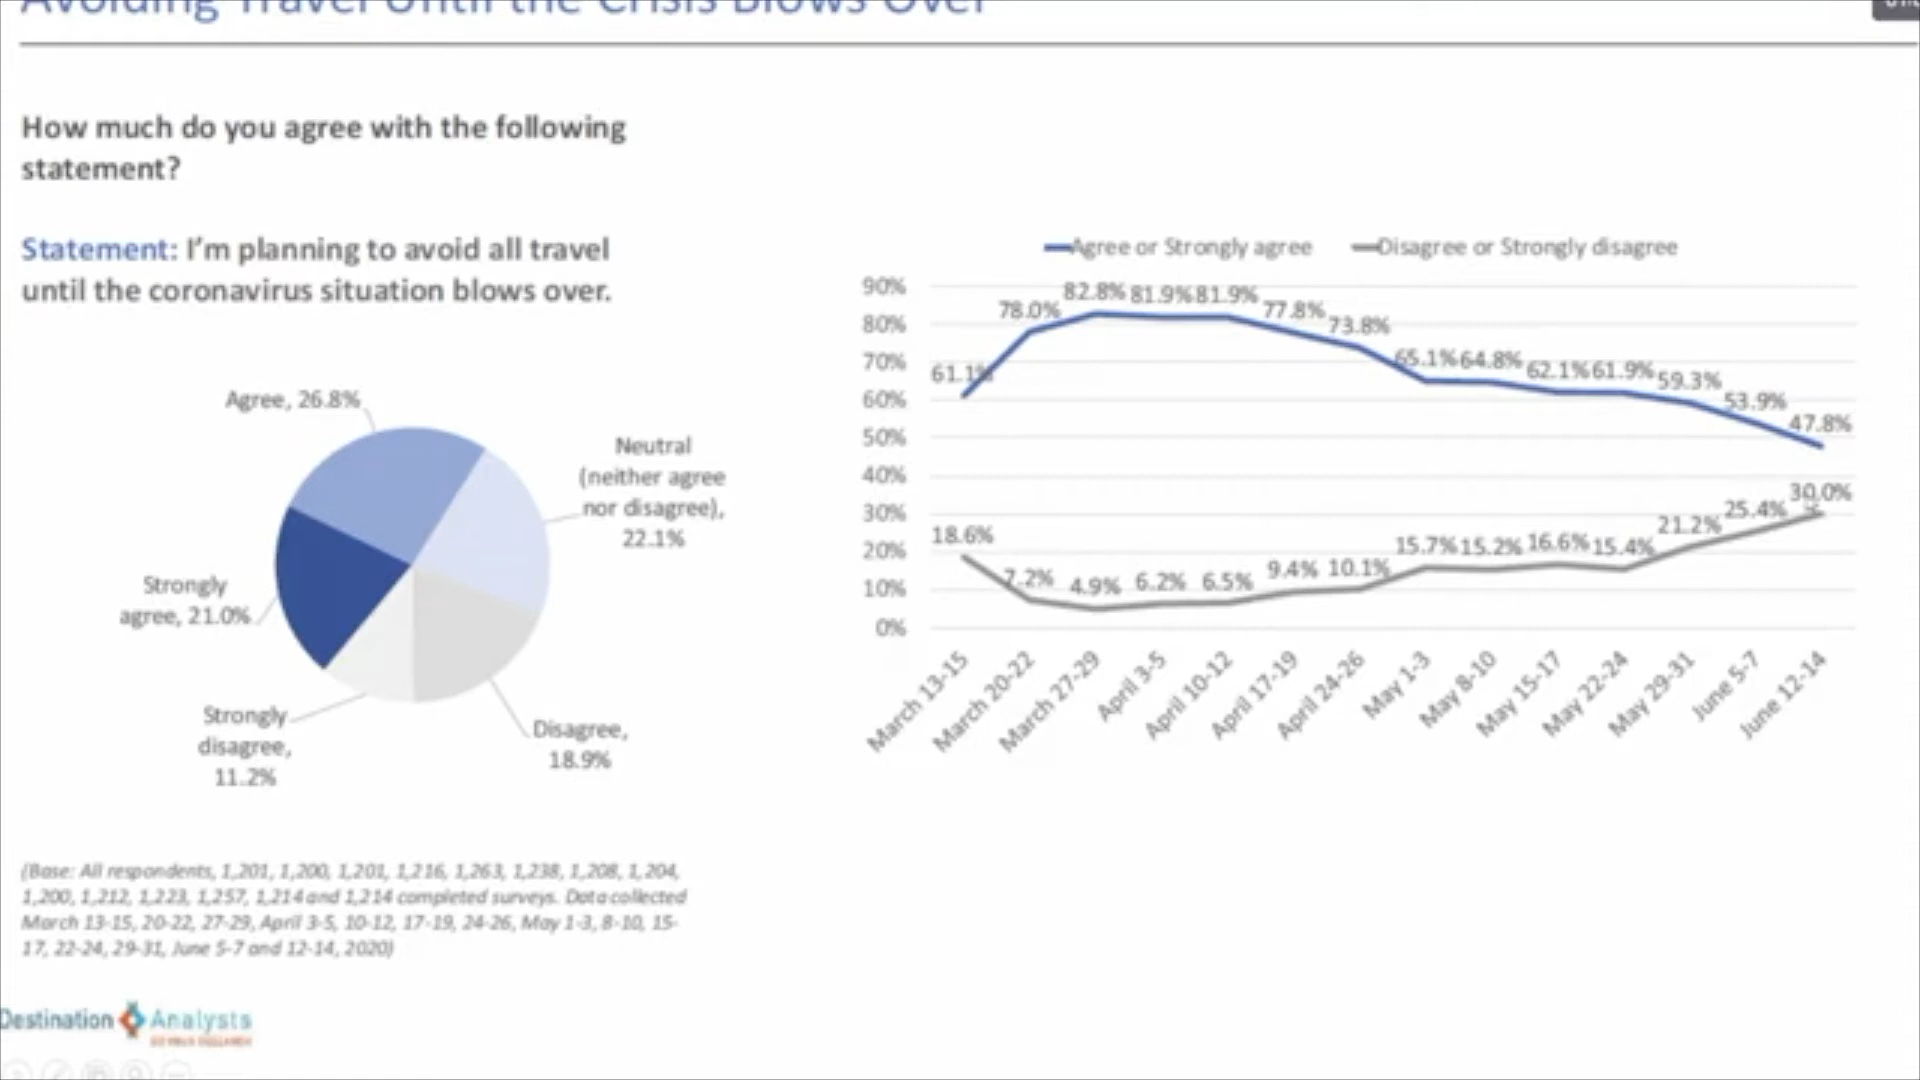 Avoiding Travel Until the Crisis Blows Over
How much do you agree with the following
statement?
Statement: I'm planning to avoid all travel
until the coronavirus situation blows over.
Agree, 26.8%
Neutral
(neither agree
nor disagree),
22.1%
Strongly
agree, 21.0%
Strongly
disagree,
11.2%
Disagree,
18.9%
Agree or Strongly agree
Disagree or Strongly disagree
90%
80%
70%
60%
50%
40%
30%
20%
10%
0%
61.1%
78.0%
82.8%
81.9%
81.9%
77.8%
73.8%
65.1%
64.8%
62.1%
61.9%
59.3%
53.9%
47.8%
18.6%
7.2%
4.9%
6.2%
6.5%
9.4%
10.1%
15.7%
15.2%
16.6%
15.4%
21.2%
25.4%
30.0%
March 13-15
March 20-22
March 27-29
April 3-5
April 10-12
April 17-19
April 24-26
May 1-3
May 8-10
May 15-17
May 22-24
May 29-31
June 5-7
June 12-14
(Base: All respondents, 1,201, 1,200, 1,201, 1,216, 1,263, 1,238, 1,208, 1,204,
1,200, 1,212, 1,223, 1,257, 1,214 and 1,214 completed surveys. Data collected
March 13-15, 20-22, 27-29, April 3-5, 10-12, 17-19, 24-26, May 1-3, 8-10, 15-
17, 22-24, 29-31, June 5-7 and 12-14, 2020)
Destination Analysts